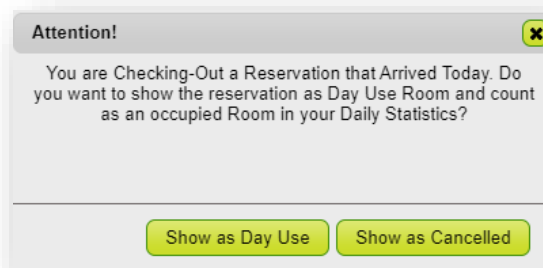 Attention!
You are Checking-Out a Reservation that Arrived Today. Do
you want to show the reservation as Day Use Room and count
as an occupied Room in your Daily Statistics?
Show as Day Use
Show as Cancelled